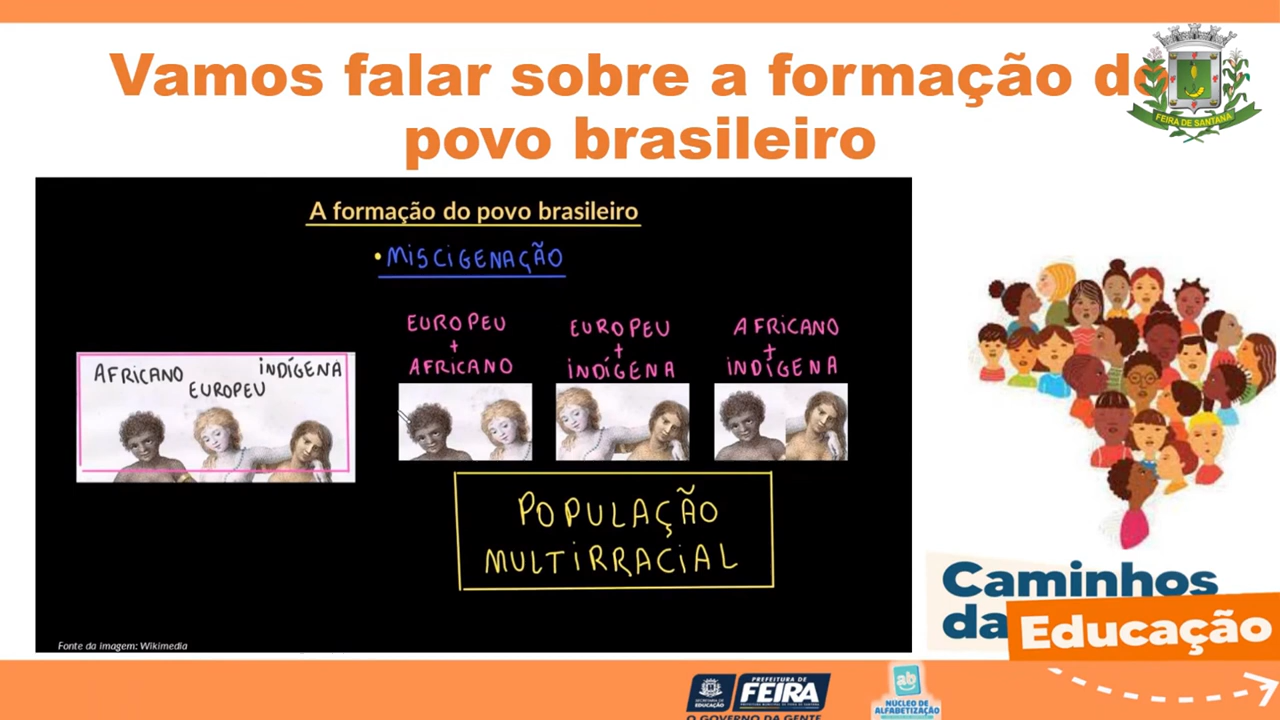 Vamos falar sobre a formação do
povo brasileiro
FEIRA DE SANTANA
A formação do povo brasileiro
• MISCIGENAÇÃO
AFRICANO
EUROPEU
INDÍGENA
EUROPEU
+
AFRICANO
EUROPEU
+
INDÍGENA
AFRICANO
+
INDÍGENA
POPULAÇÃO
MULTIRRACIAL
Fonte da imagem: Wikimedia
Caminhos
da Educação
SECRETARIA DE
EDUCAÇÃO
PREFEITURA DE
FEIRA
O GOVERNO DA GENTE
ab
NÚCLEO DE
ALFABETIZAÇÃO